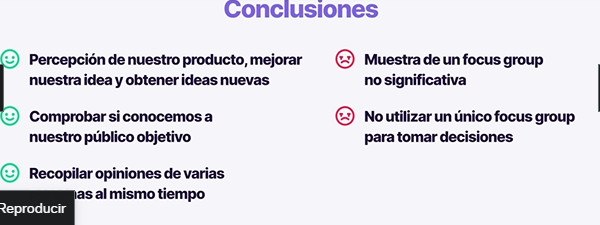 Conclusiones
Percepción de nuestro producto, mejorar
nuestra idea y obtener ideas nuevas
Comprobar si conocemos a
nuestro público objetivo
Recopilar opiniones de varias
al mismo tiempo
Muestra de un focus group
no significativa
No utilizar un único focus group
para tomar decisiones
Reproducir